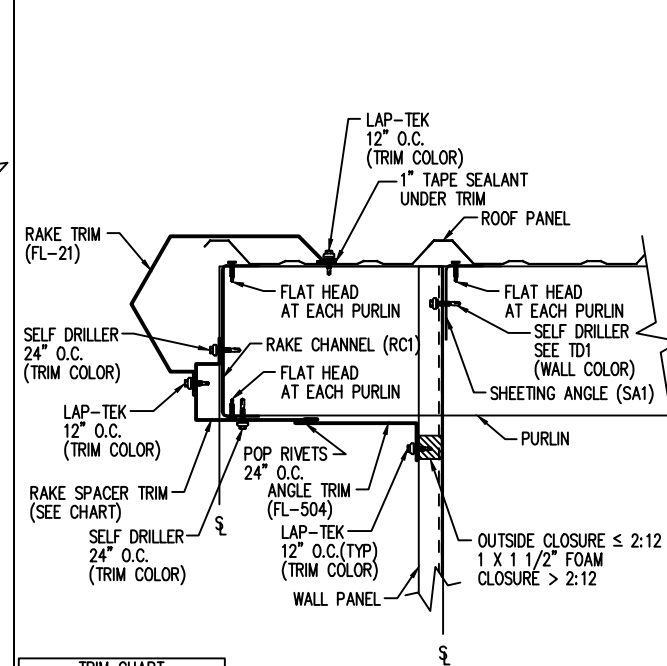 LAP-TEK
12" O.C.
(TRIM COLOR)
1" TAPE SEALANT
UNDER TRIM
ROOF PANEL
RAKE TRIM
(FL-21)
FLAT HEAD
AT EACH PURLIN
FLAT HEAD
AT EACH PURLIN
SELF DRILLER
24" O.C.
(TRIM COLOR)
RAKE CHANNEL (RC1)
SELF DRILLER
SEE TD1
(WALL COLOR)
FLAT HEAD
AT EACH PURLIN
SHEETING ANGLE (SA1)
LAP-TEK
12" O.C.
(TRIM COLOR)
PURLIN
POP RIVETS
24" O.C.
ANGLE TRIM
(FL-504)
RAKE SPACER TRIM
(SEE CHART)
SELF DRILLER
24" O.C.
(TRIM COLOR)
LAP-TEK
12" O.C.(TYP)
(TRIM COLOR)
OUTSIDE CLOSURE ≤ 2:12
1 X 1 1/2" FOAM
CLOSURE > 2:12
WALL PANEL
TRIM CHART